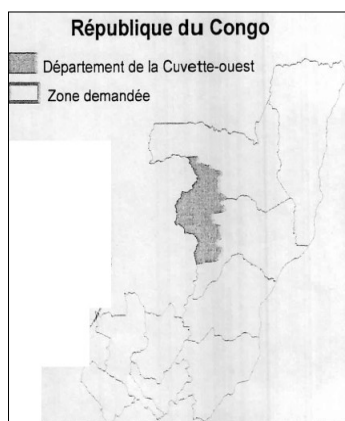 République du Congo
Département de la Cuvette-ouest
Zone demandée